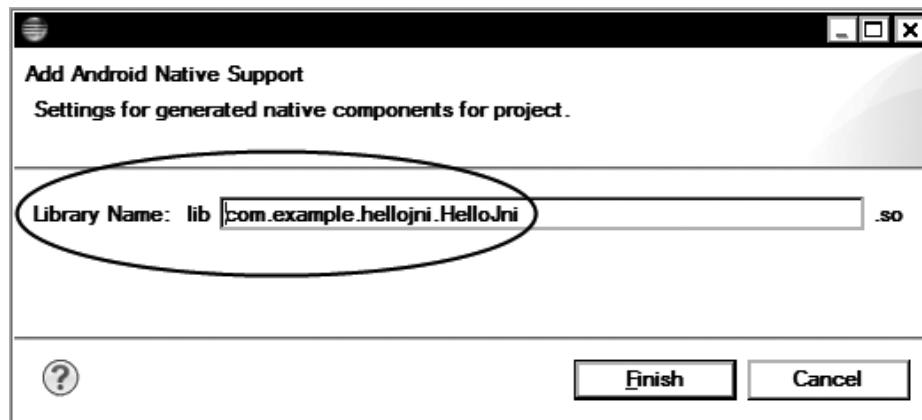 Add Android Native Support
Settings for generated native components for project.
Library Name: lib com.example.hellojni.HelloJni .so
?
Finish Cancel